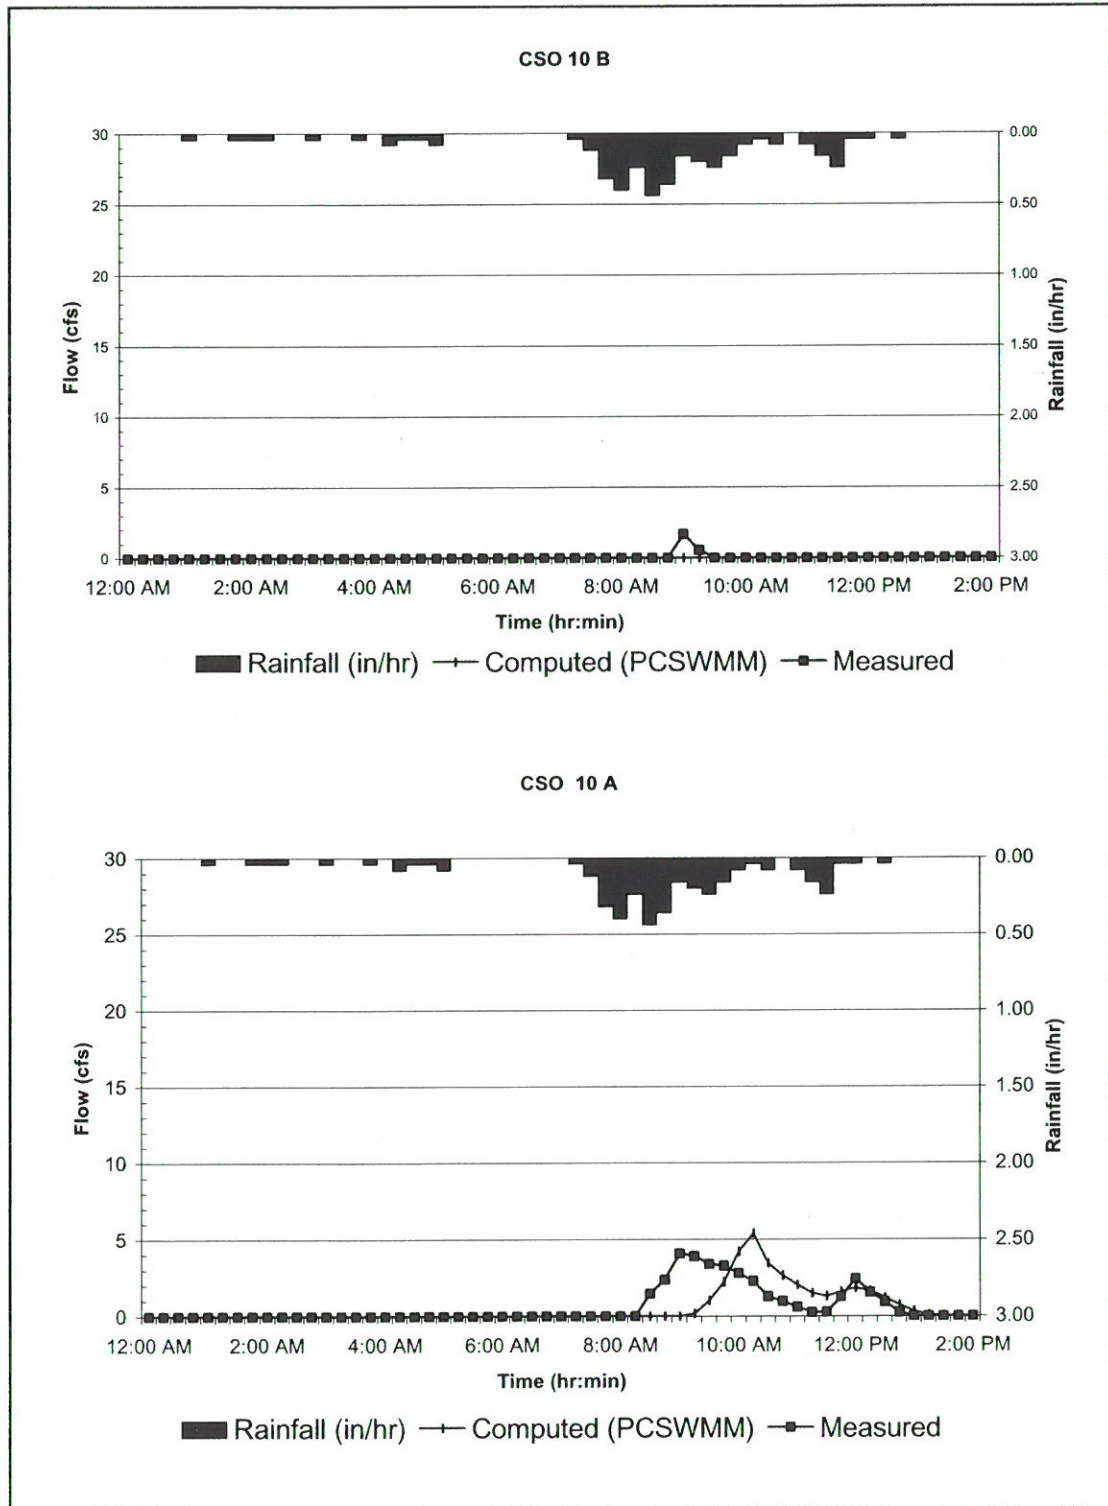 CSO 10 B
30
25
20
15
10
5
0
Flow (cfs)
0.00
0.50
1.00
1.50
2.00
2.50
3.00
Rainfall (in/hr)
12:00 AM 2:00 AM 4:00 AM 6:00 AM 8:00 AM 10:00 AM 12:00 PM 2:00 PM
Time (hr:min)
Rainfall (in/hr) Computed (PCSWMM) Measured
CSO 10 A
30
25
20
15
10
5
0
Flow (cfs)
0.00
0.50
1.00
1.50
2.00
2.50
3.00
Rainfall (in/hr)
12:00 AM 2:00 AM 4:00 AM 6:00 AM 8:00 AM 10:00 AM 12:00 PM 2:00 PM
Time (hr:min)
Rainfall (in/hr) Computed (PCSWMM) Measured